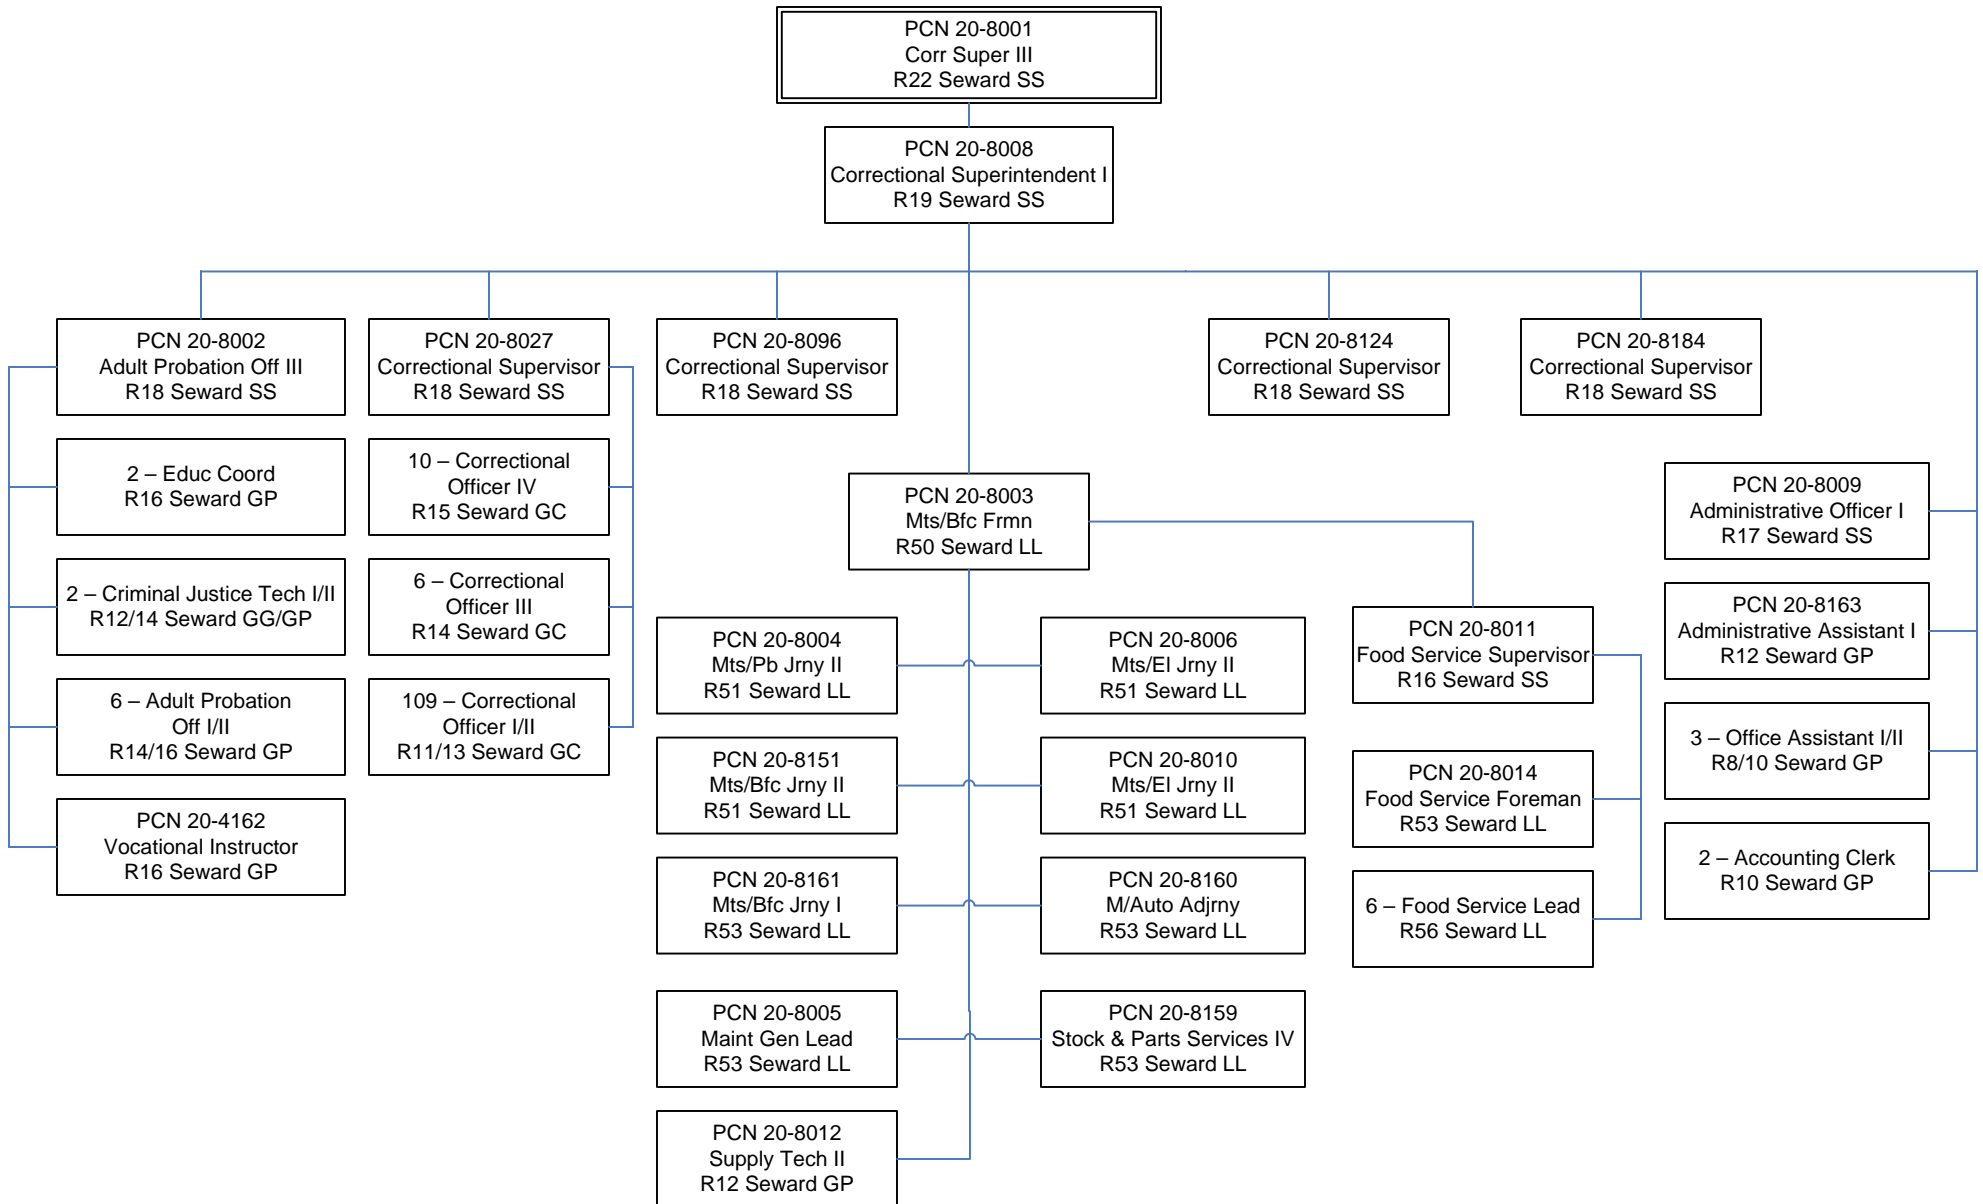 PCN 20-8001
Corr Super III
R22 Seward SS
PCN 20-8008
Correctional Superintendent I
R19 Seward SS
PCN 20-8002
Adult Probation Off III
R18 Seward SS
PCN 20-8027
Correctional Supervisor
R18 Seward SS
PCN 20-8096
Correctional Supervisor
R18 Seward SS
PCN 20-8124
Correctional Supervisor
R18 Seward SS
PCN 20-8184
Correctional Supervisor
R18 Seward SS
2 – Educ Coord
R16 Seward GP
2 – Criminal Justice Tech I/II
R12/14 Seward GG/GP
6 – Adult Probation
Off I/II
R14/16 Seward GP
PCN 20-4162
Vocational Instructor
R16 Seward GP
10 – Correctional
Officer IV
R15 Seward GC
6 – Correctional
Officer III
R14 Seward GC
109 – Correctional
Officer I/II
R11/13 Seward GC
PCN 20-8003
Mts/Bfc Frmn
R50 Seward LL
PCN 20-8004
Mts/Pb Jrny II
R51 Seward LL
PCN 20-8006
Mts/El Jrny II
R51 Seward LL
PCN 20-8151
Mts/Bfc Jrny II
R51 Seward LL
PCN 20-8010
Mts/El Jrny II
R51 Seward LL
PCN 20-8161
Mts/Bfc Jrny I
R53 Seward LL
PCN 20-8160
M/Auto Adjrny
R53 Seward LL
PCN 20-8005
Maint Gen Lead
R53 Seward LL
PCN 20-8159
Stock & Parts Services IV
R53 Seward LL
PCN 20-8012
Supply Tech II
R12 Seward GP
PCN 20-8011
Food Service Supervisor
R16 Seward SS
PCN 20-8014
Food Service Foreman
R53 Seward LL
6 – Food Service Lead
R56 Seward LL
PCN 20-8009
Administrative Officer I
R17 Seward SS
PCN 20-8163
Administrative Assistant I
R12 Seward GP
3 – Office Assistant I/II
R8/10 Seward GP
2 – Accounting Clerk
R10 Seward GP